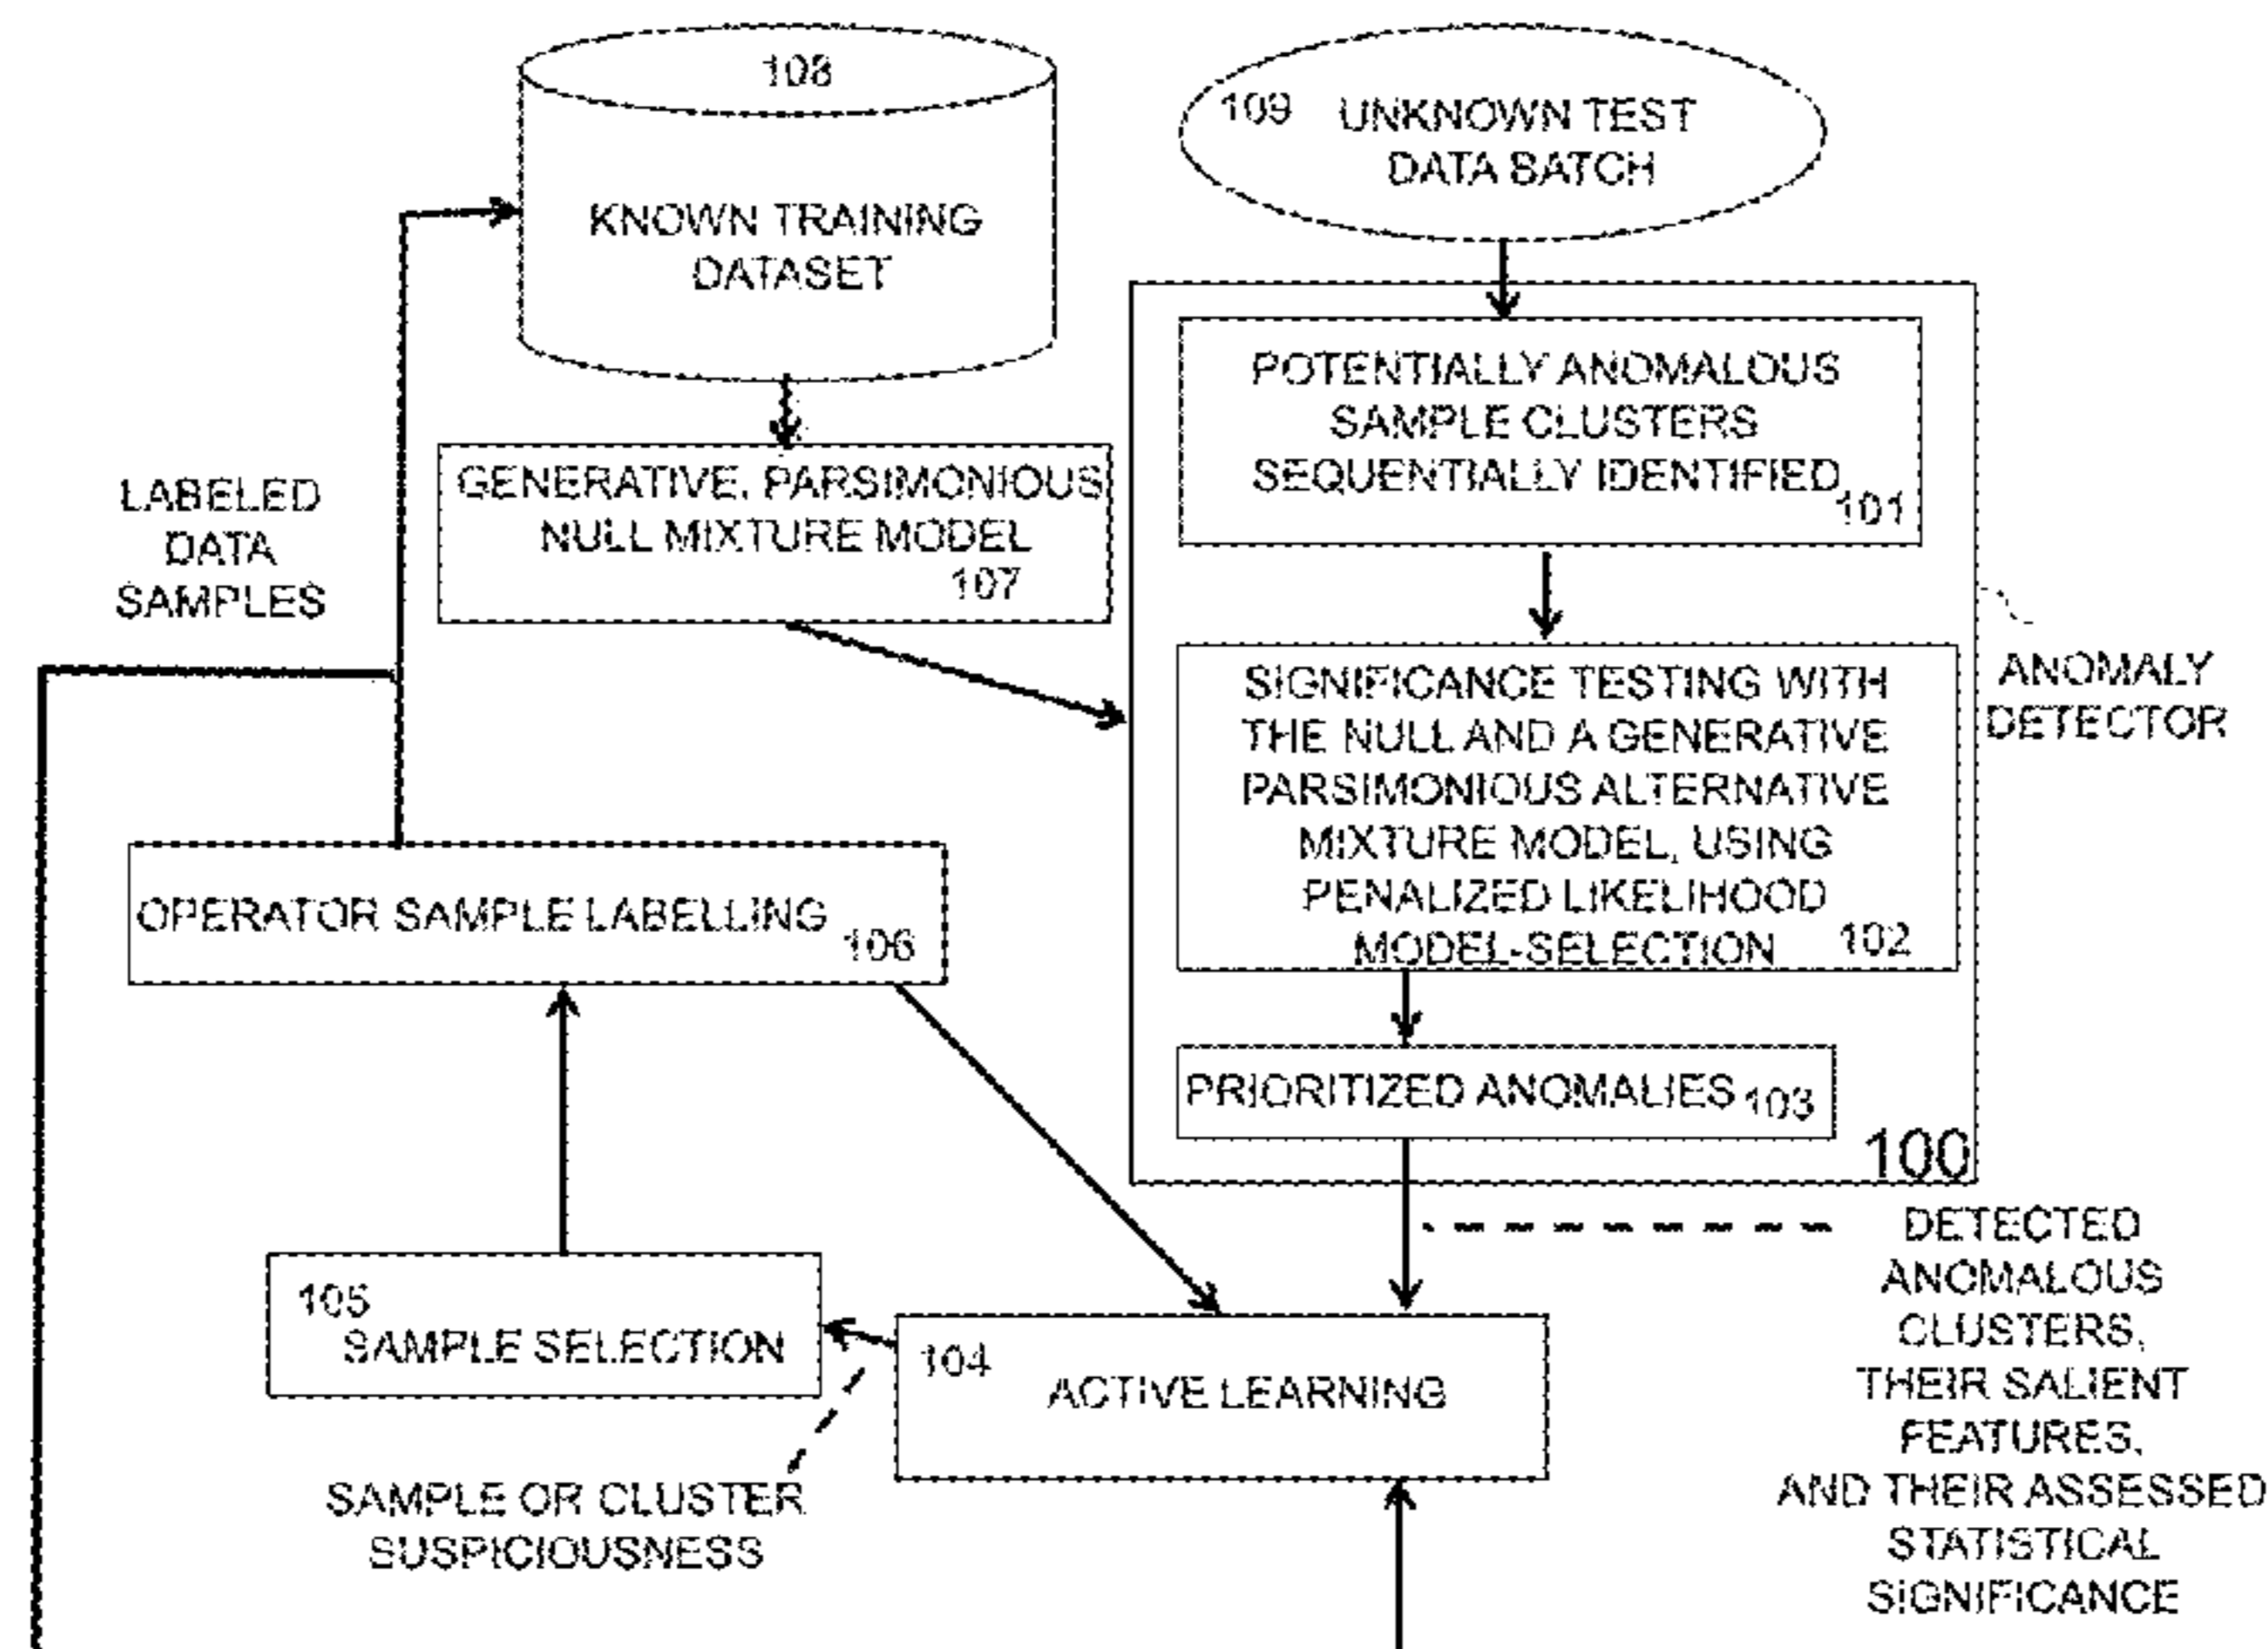 108
KNOWN TRAINING
DATASET
109 UNKNOWN TEST
DATA BATCH
POTENTIALLY ANOMALOUS
SAMPLE CLUSTERS
SEQUENTIALLY IDENTIFIED
101
GENERATIVE, PARSIMONIOUS
NULL MIXTURE MODEL
107
LABELED
DATA
SAMPLES
SIGNIFICANCE TESTING WITH
THE NULL AND A GENERATIVE
PARSIMONIOUS ALTERNATIVE
MIXTURE MODEL, USING
PENALIZED LIKELIHOOD
MODEL-SELECTION 102
ANOMALY
DETECTOR
OPERATOR SAMPLE LABELLING 106
PRIORITIZED ANOMALIES 103
100
105
SAMPLE SELECTION
104
ACTIVE LEARNING
SAMPLE OR CLUSTER
SUSPICIOUSNESS
DETECTED
ANOMALOUS
CLUSTERS,
THEIR SALIENT
FEATURES,
AND THEIR ASSESSED
STATISTICAL
SIGNIFICANCE